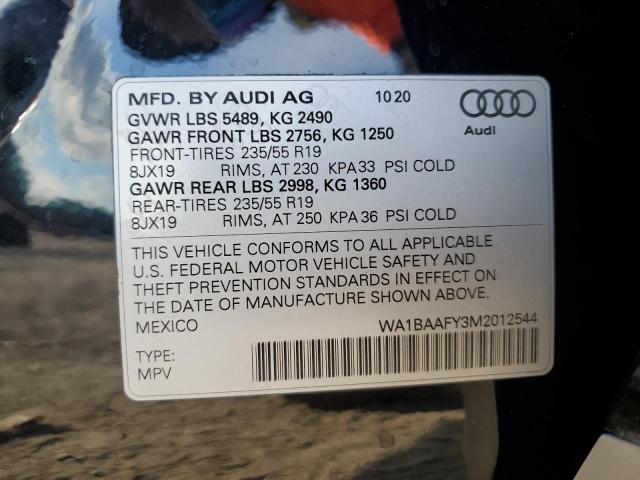 MFD. BY AUDI AG 10 20
GVWR LBS 5489, KG 2490
GAWR FRONT LBS 2756, KG 1250
FRONT-TIRES 235/55 R19
8JX19 RIMS, AT 230 KPA 33 PSI COLD
GAWR REAR LBS 2998, KG 1360
REAR-TIRES 235/55 R19
8JX19 RIMS, AT 250 KPA 36 PSI COLD
Audi
THIS VEHICLE CONFORMS TO ALL APPLICABLE
U.S. FEDERAL MOTOR VEHICLE SAFETY AND
THEFT PREVENTION STANDARDS IN EFFECT ON
THE DATE OF MANUFACTURE SHOWN ABOVE.
MEXICO WA1BAAFY3M2012544
TYPE:
MPV